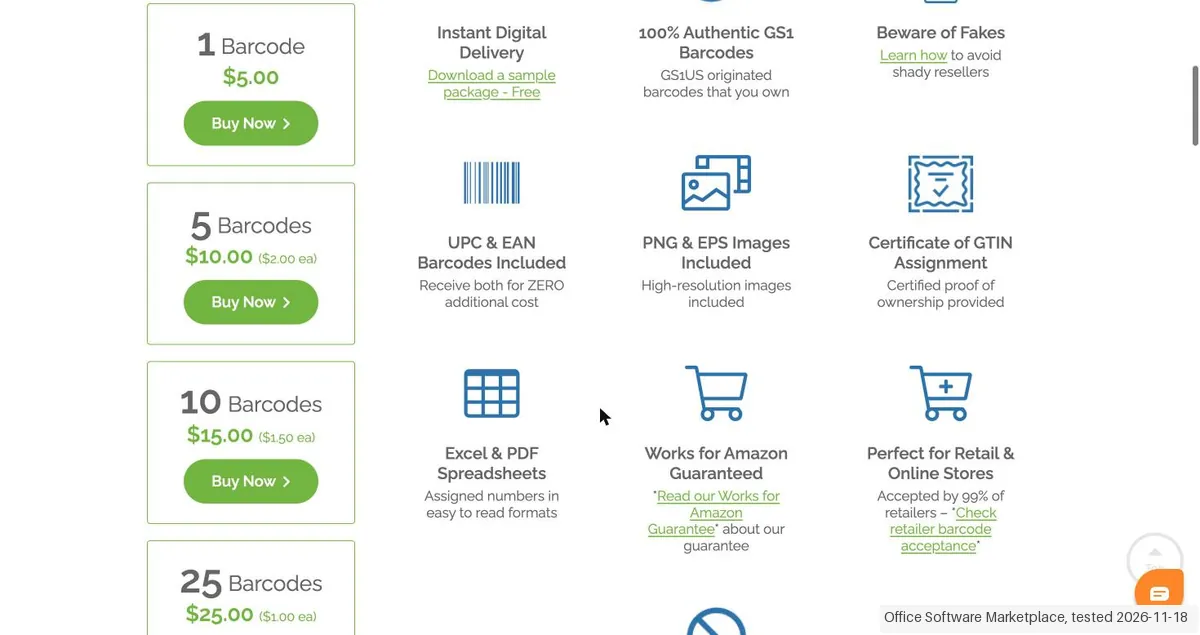 1 Barcode
$5.00
Buy Now
5 Barcodes
$10.00 ($2.00 ea)
Buy Now
10 Barcodes
$15.00 ($1.50 ea)
Buy Now
25 Barcodes
$25.00 ($1.00 ea)
Instant Digital
Delivery
Download a sample
package - Free
100% Authentic GS1
Barcodes
GS1US originated
barcodes that you own
Beware of Fakes
Learn how to avoid
shady resellers
UPC & EAN
Barcodes Included
Receive both for ZERO
additional cost
PNG & EPS Images
Included
High-resolution images
included
Certificate of GTIN
Assignment
Certified proof of
ownership provided
Excel & PDF
Spreadsheets
Assigned numbers in
easy to read formats
Works for Amazon
Guaranteed
*Read our Works for
Amazon
Guarantee* about our
guarantee
Perfect for Retail &
Online Stores
Accepted by 99% of
retailers – *Check
retailer barcode
acceptance*
Office Software Marketplace, tested 2026-11-18